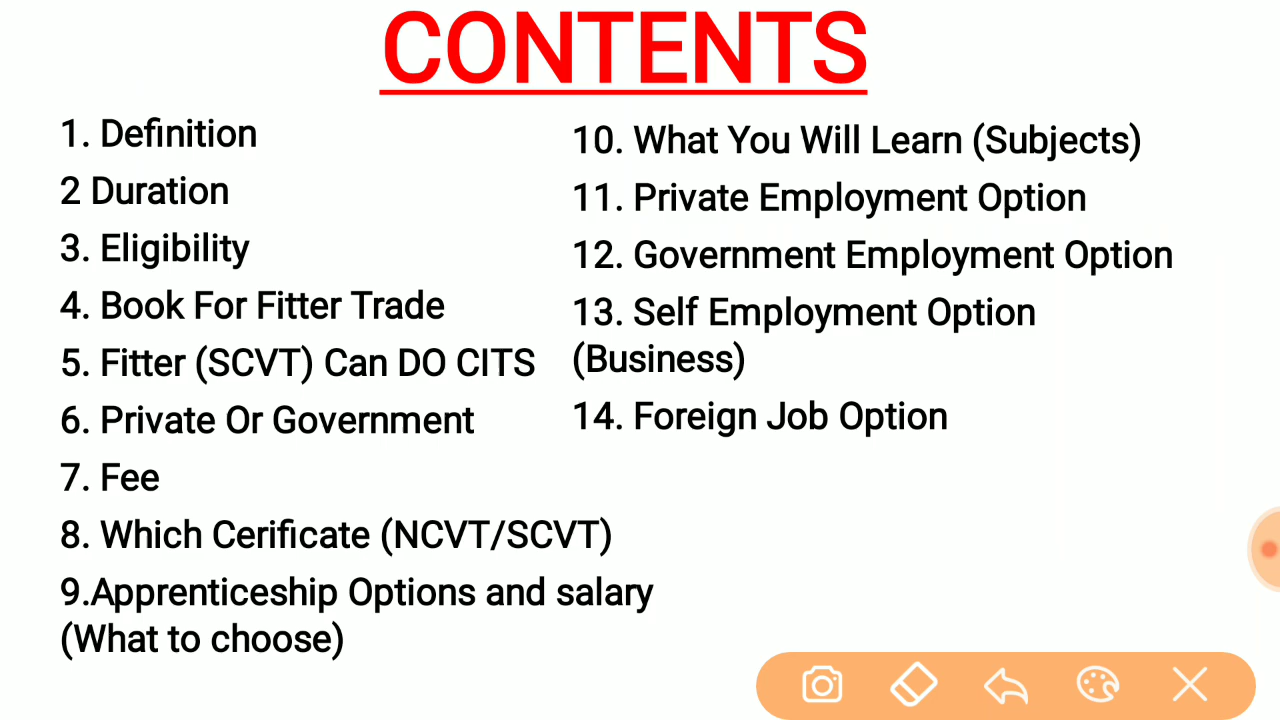 CONTENTS
1. Definition
2 Duration
3. Eligibility
4. Book For Fitter Trade
5. Fitter (SCVT) Can DO CITS
6. Private Or Government
7. Fee
8. Which Cerificate (NCVT/SCVT)
9.Apprenticeship Options and salary
(What to choose)
10. What You Will Learn (Subjects)
11. Private Employment Option
12. Government Employment Option
13. Self Employment Option
(Business)
14. Foreign Job Option